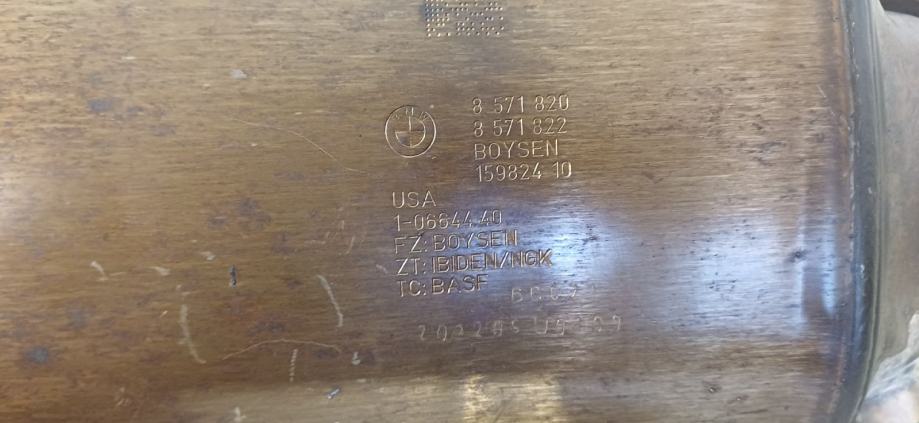 BMW
8 571 820
8 571 822
BOYSEN
159824 10
USA
1-06644 40
FZ: BOYSEN
ZT: IBIDEN/NGK
TC: BASF